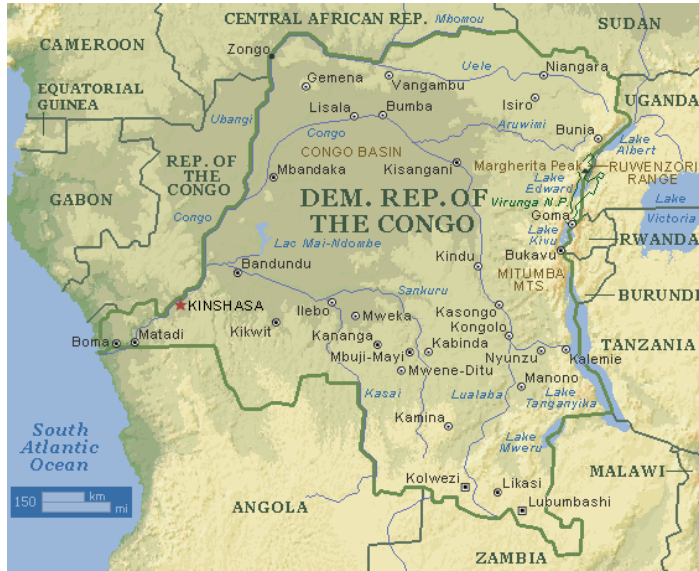 CENTRAL AFRICAN REP.
Mbomou
SUDAN
CAMEROON
Zongo
Uele
Niangara
Gemena
Vangambu
EQUATORIAL
GUINEA
Lisala
Bumba
Isiro
UGANDA
Ubangi
Congo
Aruwimi
Bunia
Lake
Albert
REP. OF
THE
CONGO
CONGO BASIN
Kisangani
Margherita Peak
RUWENZORI
RANGE
Mbandaka
Lake
Edward
GABON
DEM. REP. OF
THE CONGO
Virunga N.P.
Lake
Victoria
Congo
Goma
Lac Mai-Ndombe
Lake
Kivu
RWANDA
Bandundu
Kindu
Bukavu
MITUMBA
MTS.
Sankuru
BURUNDI
KINSHASA
Ilebo
Mweka
Kasongo
Kikwit
Kananga
Kongolo
Boma
Matadi
Mbuji-Mayi
Kabinda
Nyunzu
Kalemie
TANZANIA
Mwene-Ditu
Kasai
Lualaba
Manono
Lake
Tanganyika
Kamina
South
Atlantic
Ocean
Lake
Mweru
MALAWI
Kolwezi
Likasi
150
km
mi
ANGOLA
Lubumbashi
ZAMBIA